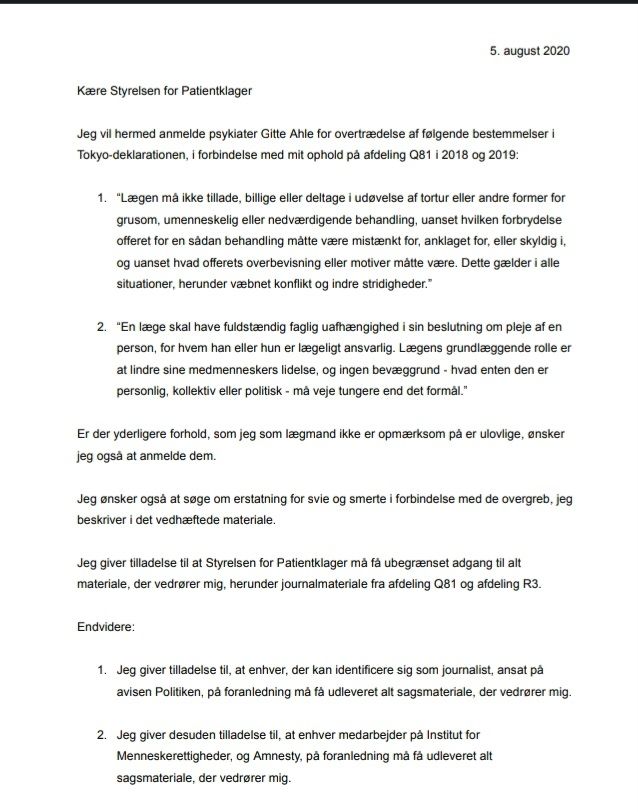 5. august 2020
Kære Styrelsen for Patientklager
Jeg vil hermed anmelde psykiater Gitte Ahle for overtrædelse af følgende bestemmelser i
Tokyo-deklarationen, i forbindelse med mit ophold på afdeling Q81 i 2018 og 2019:
1. “Lægen må ikke tillade, billige eller deltage i udøvelse af tortur eller andre former for
grusom, umenneskelig eller nedværdigende behandling, uanset hvilken forbrydelse
offeret for en sådan behandling måtte være mistænkt for, anklaget for, eller skyldig i,
og uanset hvad offerets overbevisning eller motiver måtte være. Dette gælder i alle
situationer, herunder væbnet konflikt og indre stridigheder.”
2. “En læge skal have fuldstændig faglig uafhængighed i sin beslutning om pleje af en
person, for hvem han eller hun er lægeligt ansvarlig. Lægens grundlæggende rolle er
at lindre sine medmenneskers lidelse, og ingen bevæggrund - hvad enten den er
personlig, kollektiv eller politisk - må veje tungere end det formål.”
Er der yderligere forhold, som jeg som lægmand ikke er opmærksom på er ulovlige, ønsker
jeg også at anmelde dem.
Jeg ønsker også at søge om erstatning for svie og smerte i forbindelse med de overgreb, jeg
beskriver i det vedhæftede materiale.
Jeg giver tilladelse til at Styrelsen for Patientklager må få ubegrænset adgang til alt
materiale, der vedrører mig, herunder journalmateriale fra afdeling Q81 og afdeling R3.
Endvidere:
1. Jeg giver tilladelse til, at enhver, der kan identificere sig som journalist, ansat på
avisen Politiken, på foranledning må få udleveret alt sagsmateriale, der vedrører mig.
2. Jeg giver desuden tilladelse til, at enhver medarbejder på Institut for
Menneskerettigheder, og Amnesty, på foranledning må få udleveret alt
sagsmateriale, der vedrører mig.